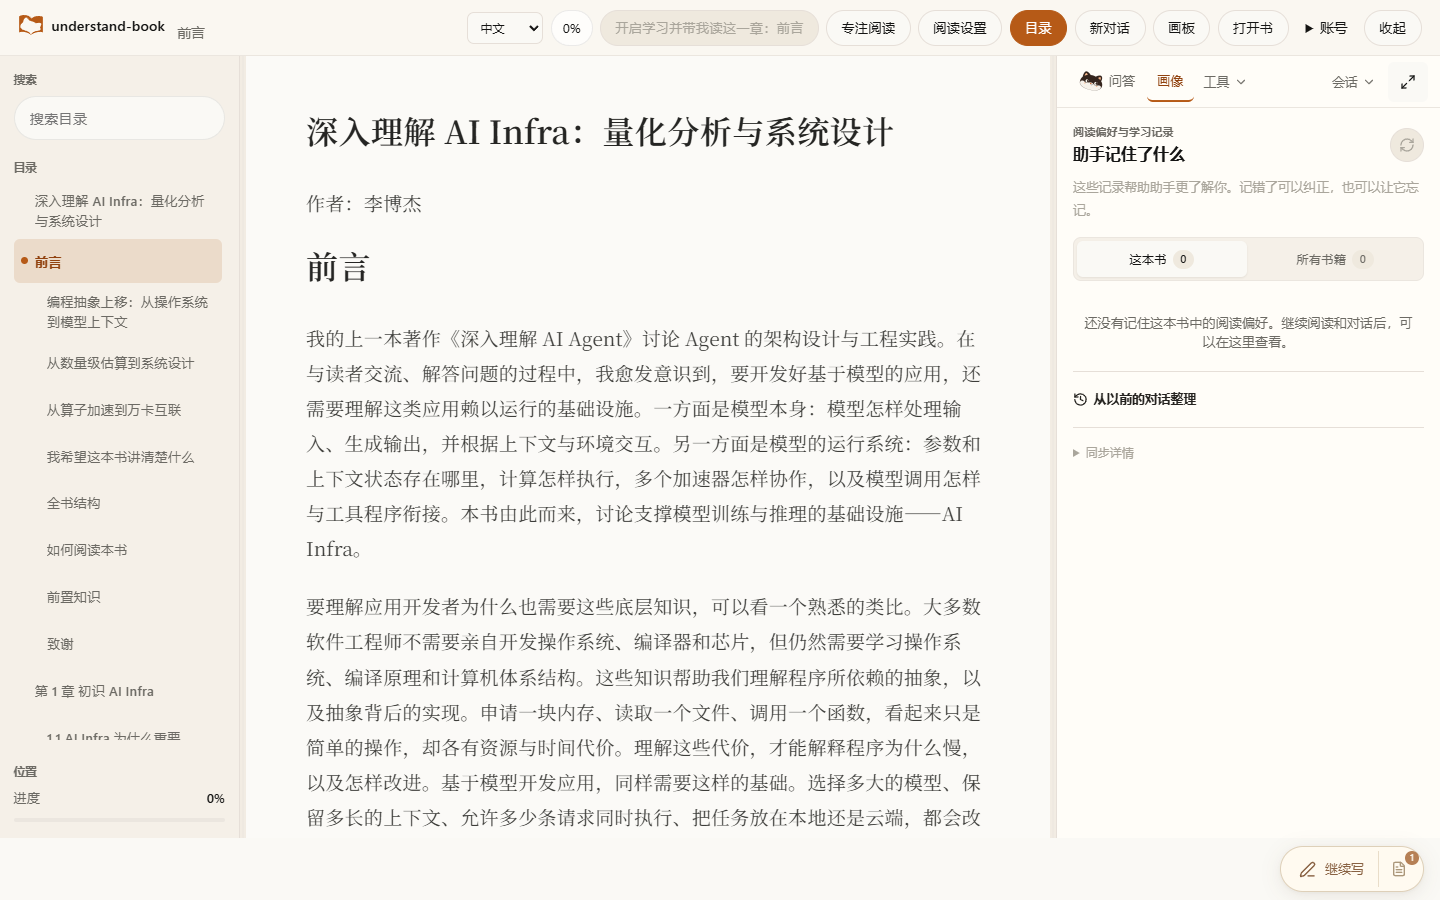 understand-book
前言
中文
0%
开启学习并带我读这一章：前言
专注阅读
阅读设置
目录
新对话
画板
打开书
账号
收起
搜索
搜索目录
目录
深入理解 AI Infra：量化分析
与系统设计
前言
编程抽象上移：从操作系统
到模型上下文
从数量级估算到系统设计
从算子加速到万卡互联
我希望这本书讲清楚什么
全书结构
如何阅读本书
前置知识
致谢
第 1 章 初识 AI Infra
1.1 AI Infra 为什么重要
位置
进度
0%
深入理解 AI Infra：量化分析与系统设计
作者：李博杰
前言
我的上一本著作《深入理解 AI Agent》讨论 Agent 的架构设计与工程实践。在
与读者交流、解答问题的过程中，我愈发意识到，要开发好基于模型的应用，还
需要理解这类应用赖以运行的基础设施。一方面是模型本身：模型怎样处理输
入、生成输出，并根据上下文与环境交互。另一方面是模型的运行系统：参数和
上下文状态存在哪里，计算怎样执行，多个加速器怎样协作，以及模型调用怎样
与工具程序衔接。本书由此而来，讨论支撑模型训练与推理的基础设施——AI
Infra。
要理解应用开发者为什么也需要这些底层知识，可以看一个熟悉的类比。大多数
软件工程师不需要亲自开发操作系统、编译器和芯片，但仍然需要学习操作系
统、编译原理和计算机体系结构。这些知识帮助我们理解程序所依赖的抽象，以
及抽象背后的实现。申请一块内存、读取一个文件、调用一个函数，看起来只是
简单的操作，却各有资源与时间代价。理解这些代价，才能解释程序为什么慢，
以及怎样改进。基于模型开发应用，同样需要这样的基础。选择多大的模型、保
留多长的上下文、允许多少条请求同时执行、把任务放在本地还是云端，都会改
问答
画像
工具
会话
阅读偏好与学习记录
助手记住了什么
这些记录帮助助手更了解你。记错了可以纠正，也可以让它忘
记。
这本书 0
所有书籍 0
还没有记住这本书中的阅读偏好。继续阅读和对话后，可
以在这里查看。
从以前的对话整理
同步详情
继续写
1